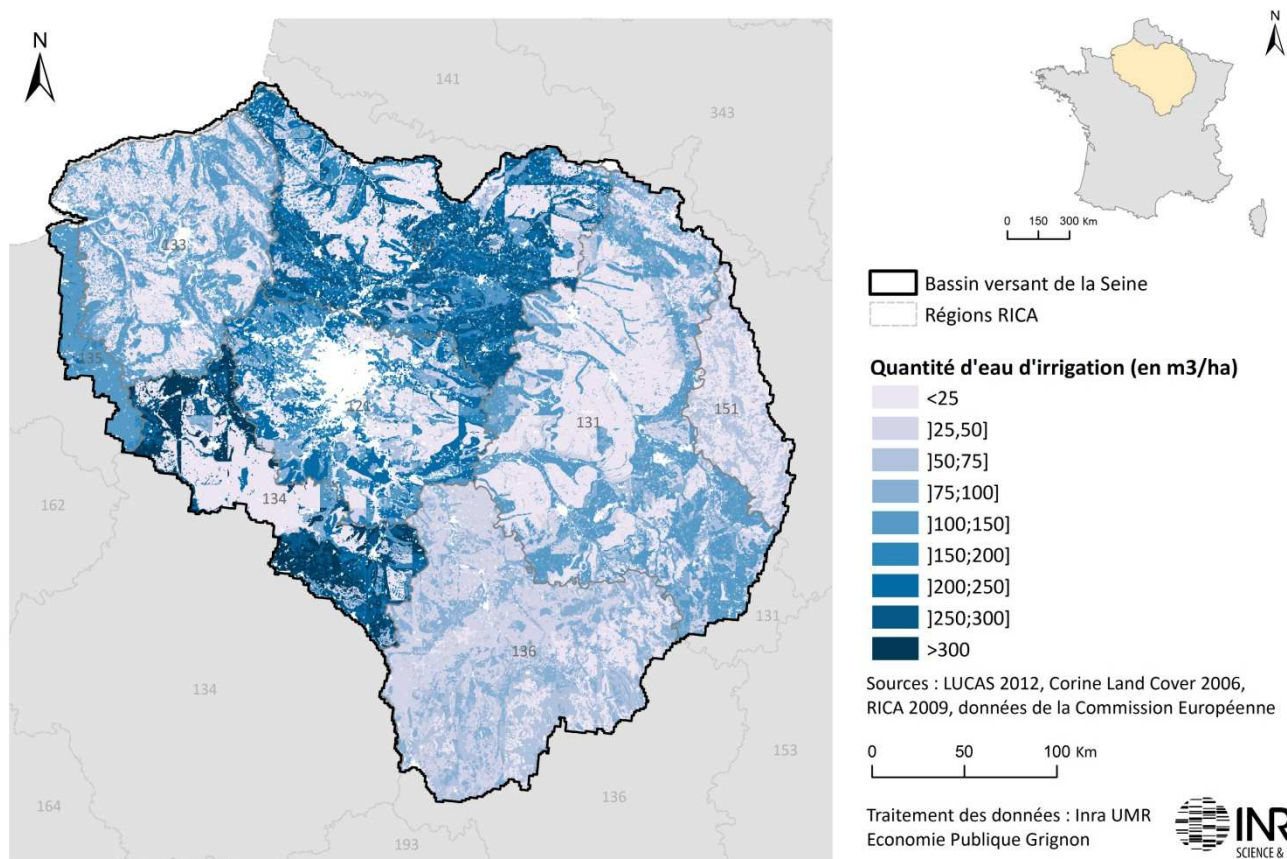 N
141
343
133
135
121
131
151
134
162
136
131
134
153
164
136
193
N
0 150 300 Km
Bassin versant de la Seine
Régions RICA
Quantité d'eau d'irrigation (en m3/ha)
<25
]25,50]
]50;75]
]75;100]
]100;150]
]150;200]
]200;250]
]250;300]
>300
Sources : LUCAS 2012, Corine Land Cover 2006,
RICA 2009, données de la Commission Européenne
0 50 100 Km
Traitement des données : Inra UMR
Economie Publique Grignon
INR
SCIENCE &